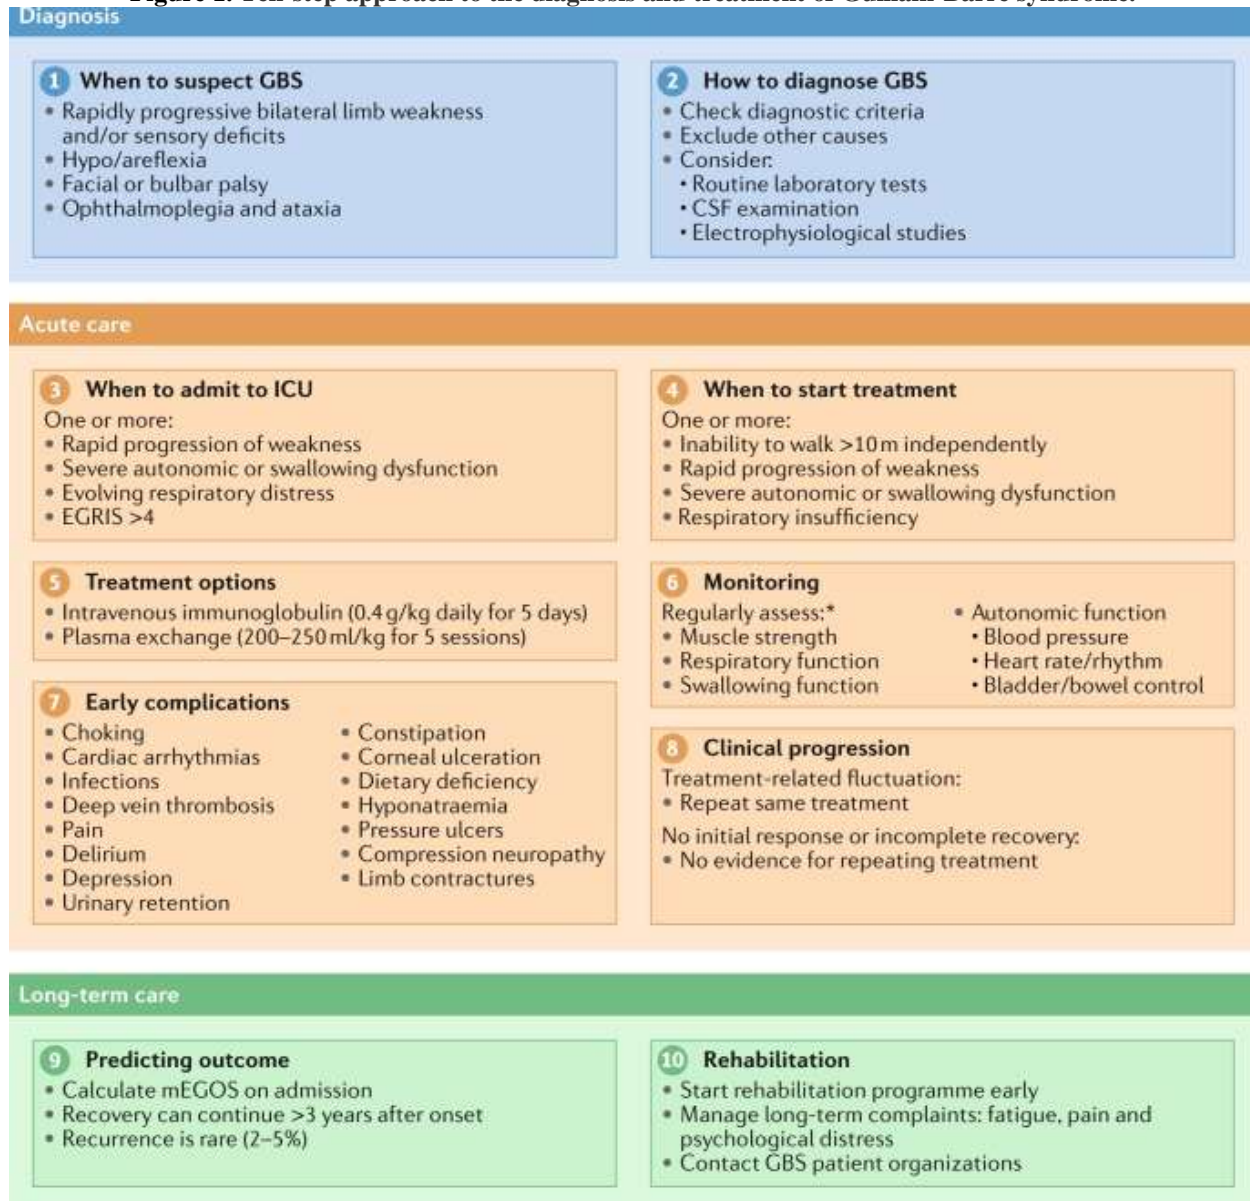 Diagnosis
1 When to suspect GBS
• Rapidly progressive bilateral limb weakness
and/or sensory deficits
• Hypo/areflexia
• Facial or bulbar palsy
• Ophthalmoplegia and ataxia
2 How to diagnose GBS
• Check diagnostic criteria
• Exclude other causes
• Consider:
• Routine laboratory tests
• CSF examination
• Electrophysiological studies
Acute care
3 When to admit to ICU
One or more:
• Rapid progression of weakness
• Severe autonomic or swallowing dysfunction
• Evolving respiratory distress
• EGRIS >4
4 When to start treatment
One or more:
• Inability to walk >10 m independently
• Rapid progression of weakness
• Severe autonomic or swallowing dysfunction
• Respiratory insufficiency
5 Treatment options
• Intravenous immunoglobulin (0.4 g/kg daily for 5 days)
• Plasma exchange (200–250 ml/kg for 5 sessions)
6 Monitoring
Regularly assess:*
• Muscle strength
• Respiratory function
• Swallowing function
• Autonomic function
• Blood pressure
• Heart rate/rhythm
• Bladder/bowel control
7 Early complications
• Choking
• Cardiac arrhythmias
• Infections
• Deep vein thrombosis
• Pain
• Delirium
• Depression
• Urinary retention
• Constipation
• Corneal ulceration
• Dietary deficiency
• Hyponatraemia
• Pressure ulcers
• Compression neuropathy
• Limb contractures
8 Clinical progression
Treatment-related fluctuation:
• Repeat same treatment
No initial response or incomplete recovery:
• No evidence for repeating treatment
Long-term care
9 Predicting outcome
• Calculate mEGOS on admission
• Recovery can continue >3 years after onset
• Recurrence is rare (2–5%)
10 Rehabilitation
• Start rehabilitation programme early
• Manage long-term complaints: fatigue, pain and
psychological distress
• Contact GBS patient organizations